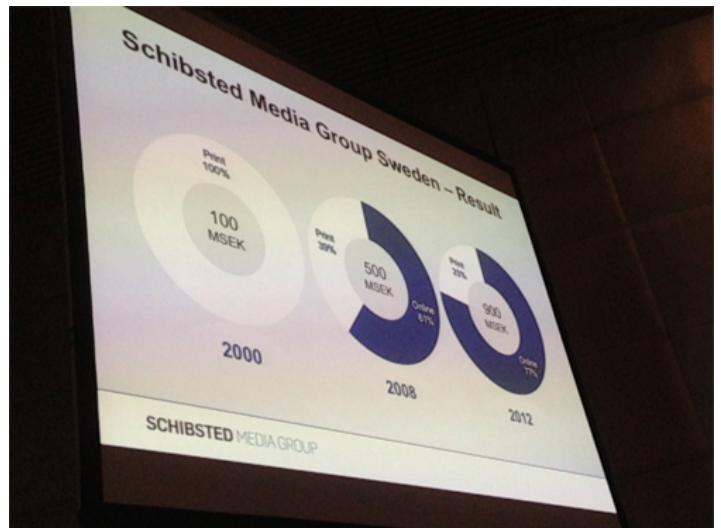 Schibsted Media Group Sweden – Result
Print
100%
100
MSEK
2000
Print
39%
500
MSEK
Online
61%
2008
Print
23%
900
MSEK
Online
77%
2012
SCHIBSTED MEDIA GROUP